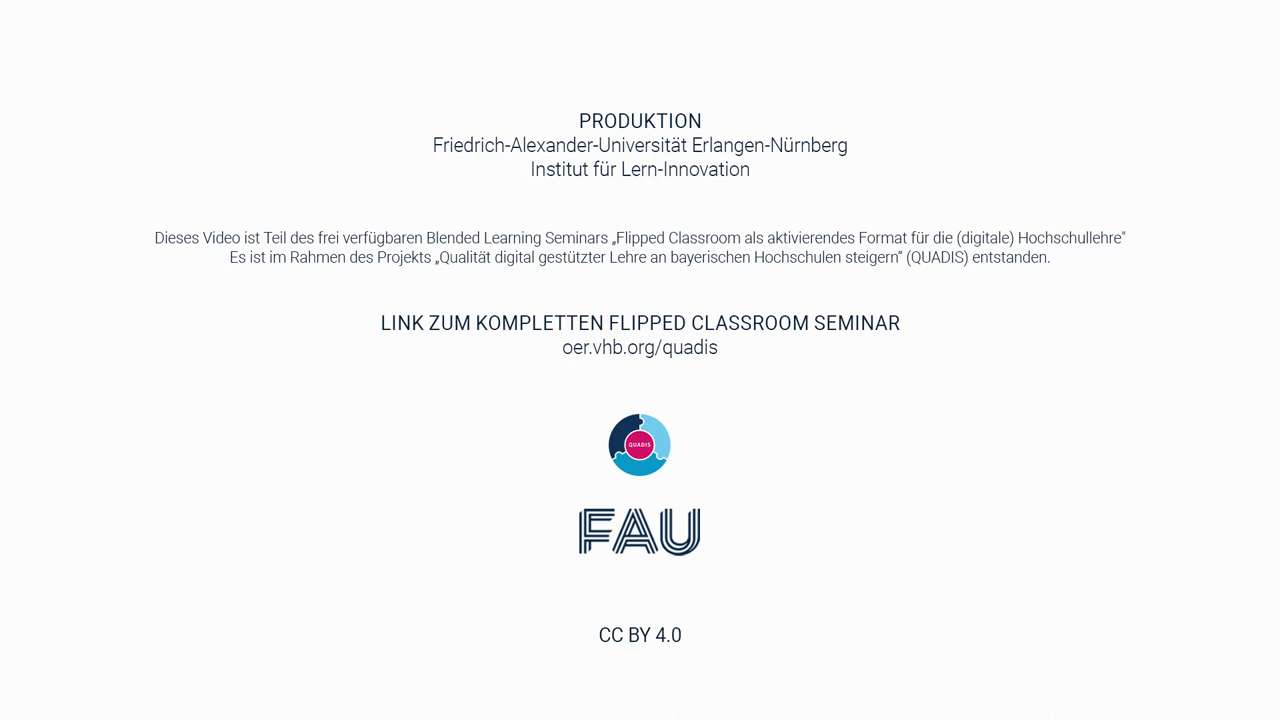 PRODUKTION
Friedrich-Alexander-Universität Erlangen-Nürnberg
Institut für Lern-Innovation
Dieses Video ist Teil des frei verfügbaren Blended Learning Seminars „Flipped Classroom als aktivierendes Format für die (digitale) Hochschullehre"
Es ist im Rahmen des Projekts „Qualität digital gestützter Lehre an bayerischen Hochschulen steigern“ (QUADIS) entstanden.
LINK ZUM KOMPLETTEN FLIPPED CLASSROOM SEMINAR
oer.vhb.org/quadis
QUADIS
FAU
CC BY 4.0